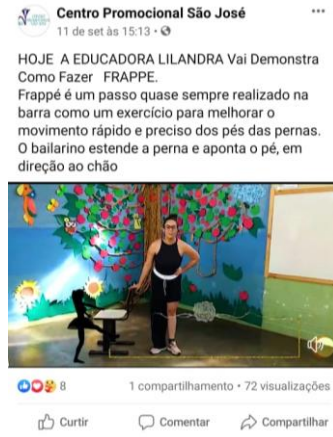 Centro Promocional São José
11 de set às 15:13 •
HOJE A EDUCADORA LILANDRA Vai Demonstra
Como Fazer FRAPPE.
Frappé é um passo quase sempre realizado na
barra como um exercício para melhorar o
movimento rápido e preciso dos pés das pernas.
O bailarino estende a perna e aponta o pé, em
direção ao chão
8
1 compartilhamento • 72 visualizações
Curtir
Comentar
Compartilhar